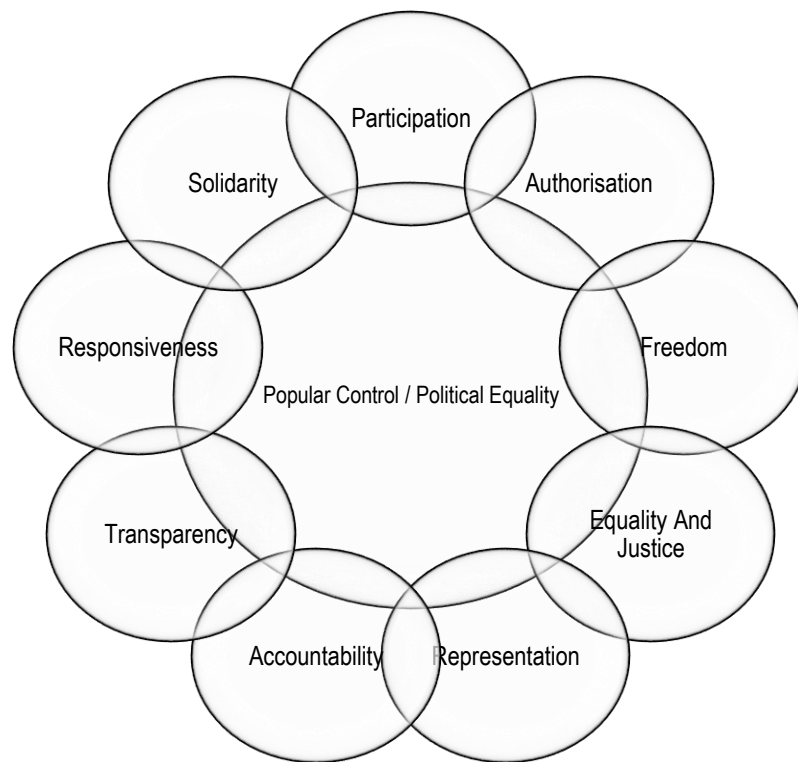 Participation
Solidarity
Authorisation
Responsiveness
Freedom
Popular Control / Political Equality
Equality And
Justice
Transparency
Accountability
Representation